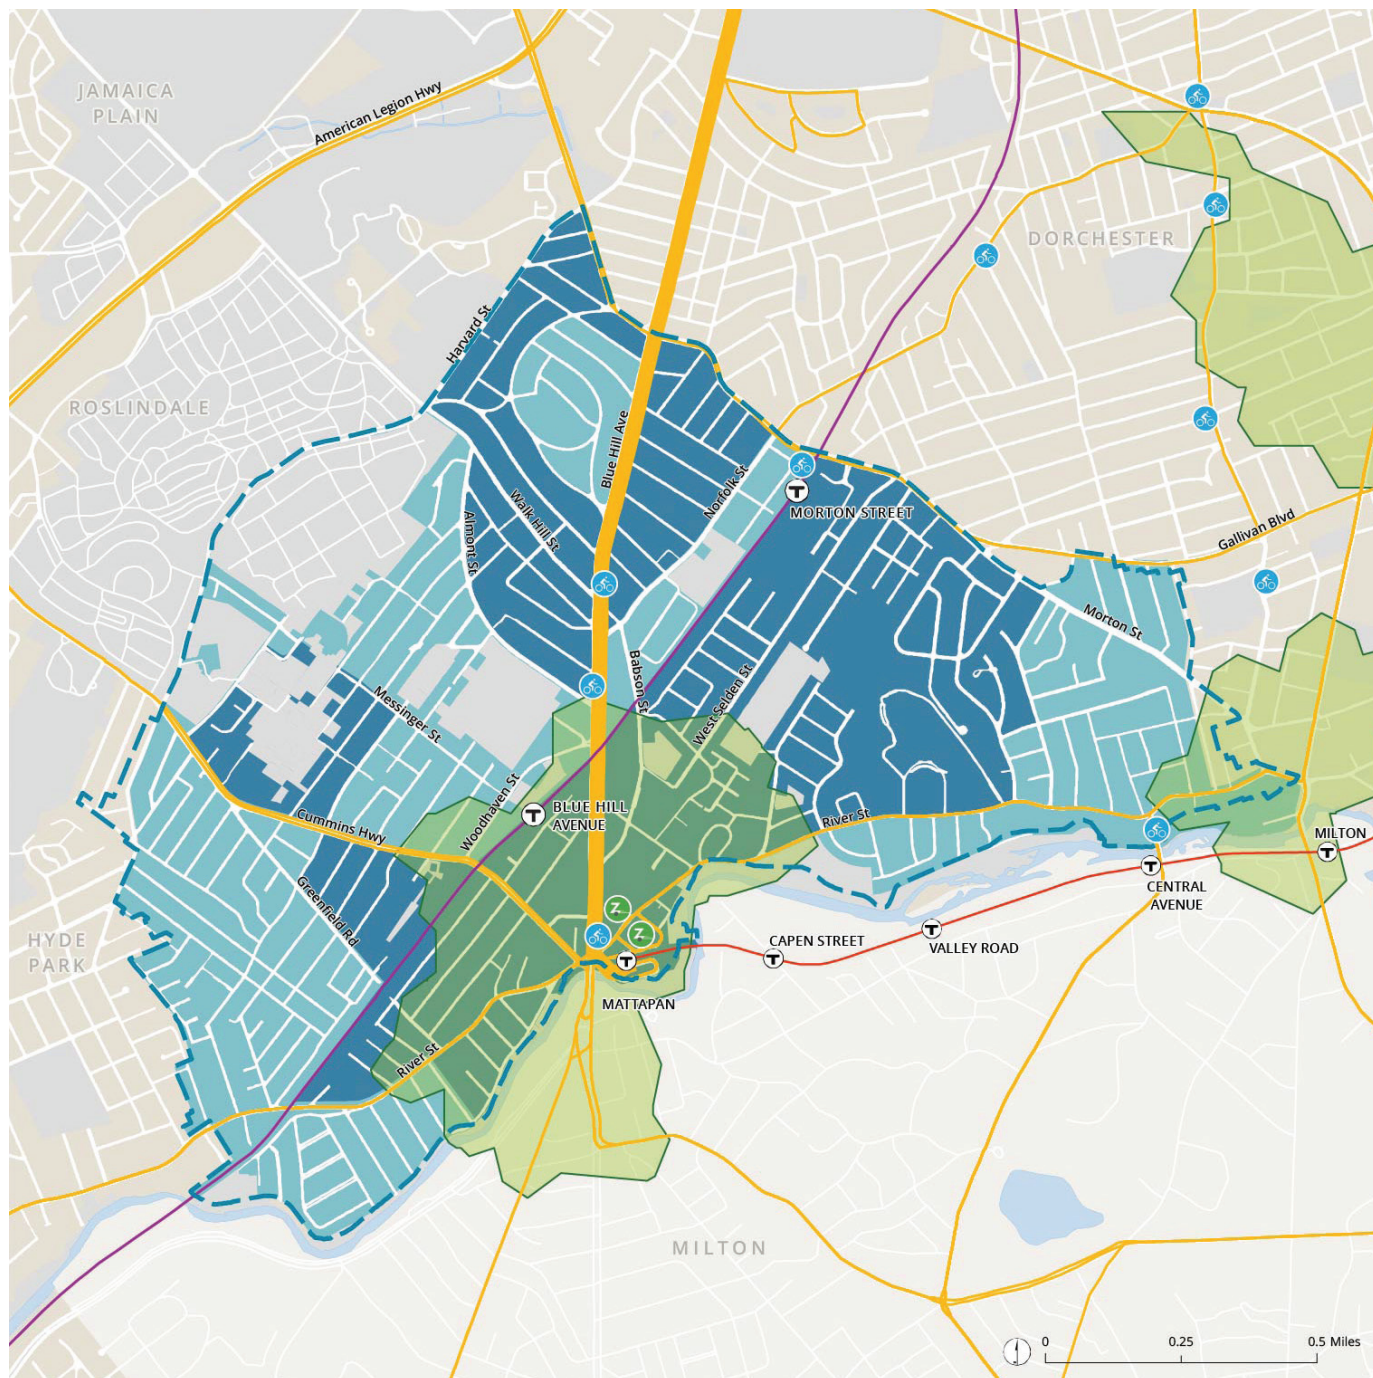 JAMAICA
PLAIN
American Legion Hwy
DORCHESTER
Harvard St
ROSLINDALE
Blue Hill Ave
Norfolk St
Walk Hill St
Almont St
T
MORTON STREET
Gallivan Blvd
Morton St
Babson St
West Selden St
Messinger St
Woodhaven St
T
BLUE HILL
AVENUE
River St
Cummins Hwy
MILTON
T
T
CENTRAL
AVENUE
Greenfield Rd
Z
Z
HYDE
PARK
CAPEN STREET
T
T
VALLEY ROAD
T
MATTAPAN
River St
MILTON
0 0.25 0.5 Miles